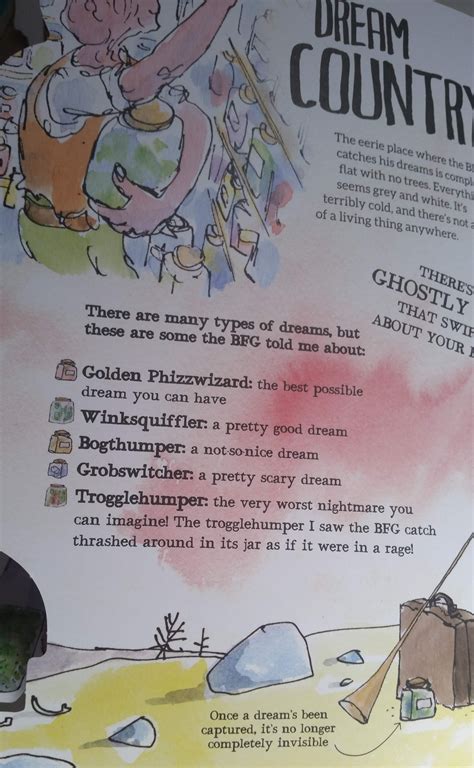 DREAM
COUNTRY
The eerie place where the
catches his dreams is
flat with no trees.
seems grey and white. It's
terribly cold, and there's not
of a living thing anywhere.
THERE'S
GHOSTLY
THAT
ABOUT YOUR
There are many types of dreams, but
these are some the BFG told me about:
Golden Phizzwizard: the best possible
dream you can have
Winksquiffler: a pretty good dream
Bogthumper: a not-so-nice dream
Grobswitcher: a pretty scary dream
Trogglehumper: the very worst nightmare you
can imagine! The trogglehumper I saw the BFG catch
thrashed around in its jar as if it were in a rage!
Once a dream's been
captured, it's no longer
completely invisible